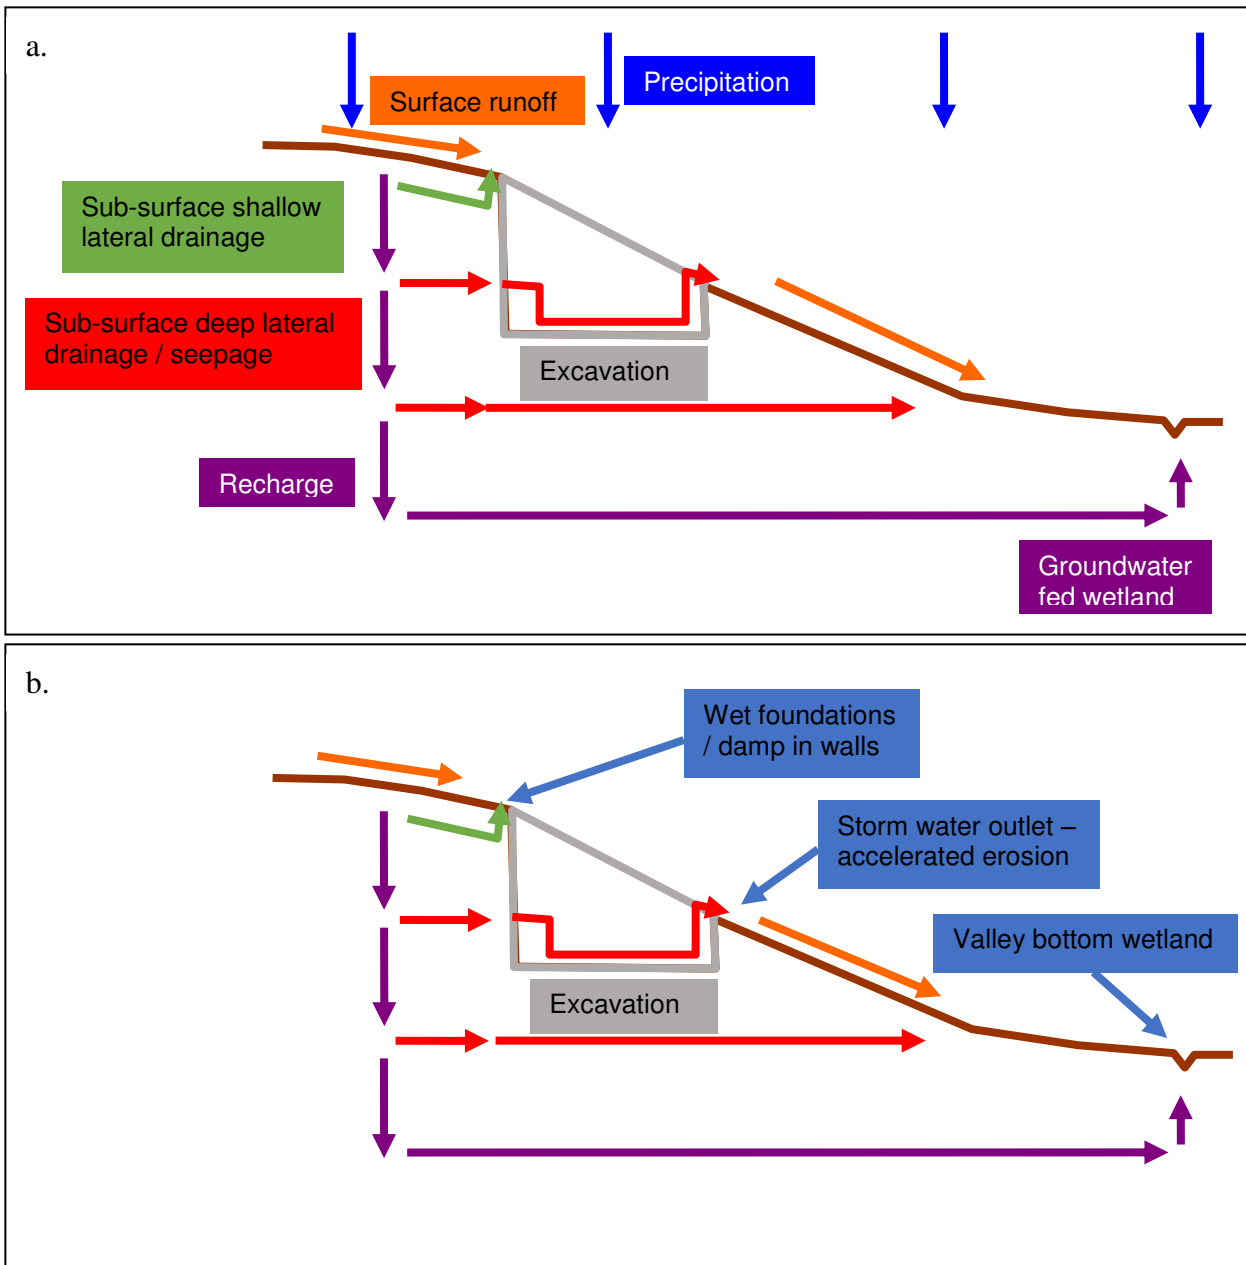 a.
Precipitation
Surface runoff
Sub-surface shallow
lateral drainage
Sub-surface deep lateral
drainage / seepage
Excavation
Recharge
Groundwater
fed wetland
b.
Wet foundations
/ damp in walls
Storm water outlet –
accelerated erosion
Valley bottom wetland
Excavation